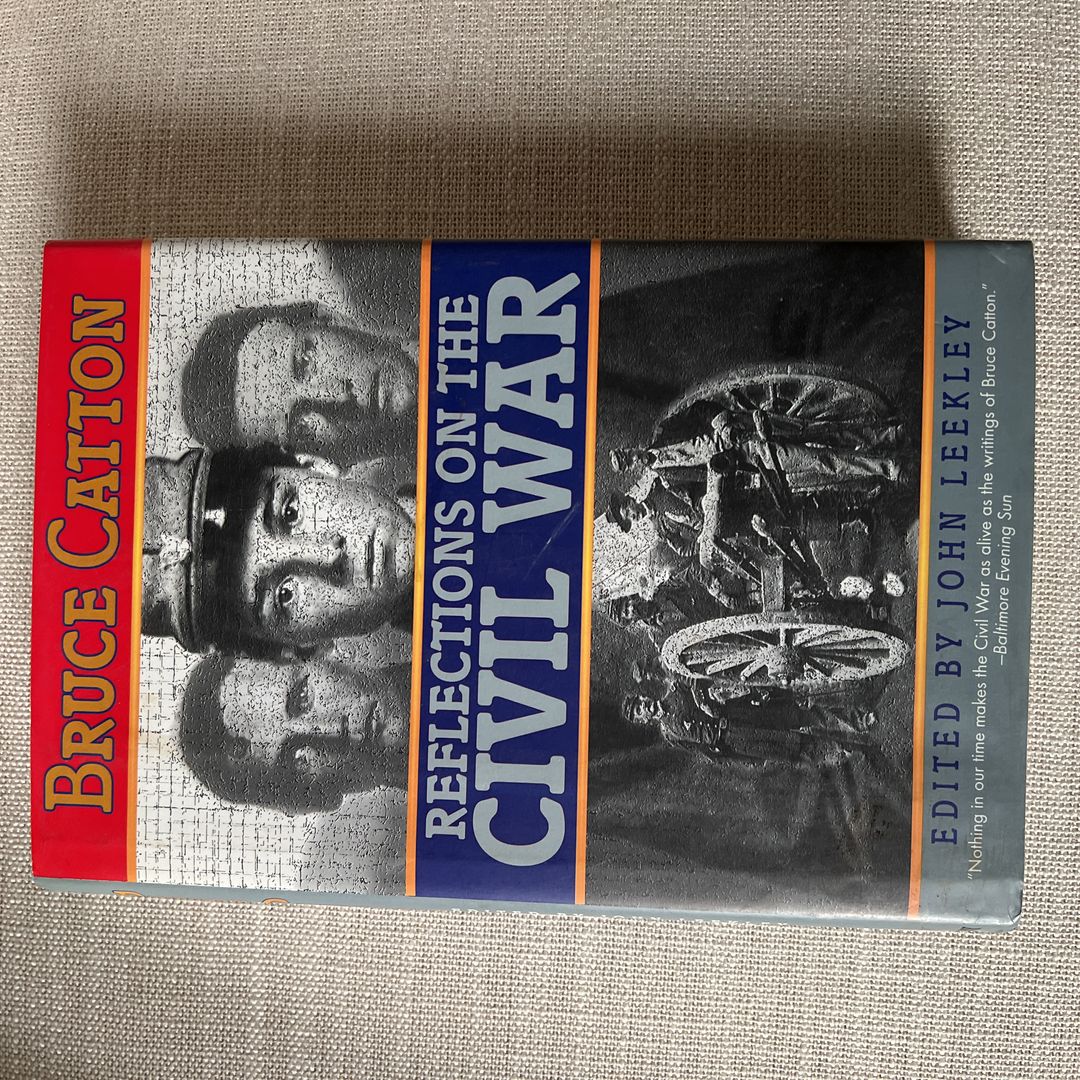 BRUCE CATTON
REFLECTIONS ON THE
CIVIL WAR
EDITED BY JOHN LEEKLEY
“Nothing in our time makes the Civil War as alive as the writings of Bruce Catton.”
—Baltimore Evening Sun